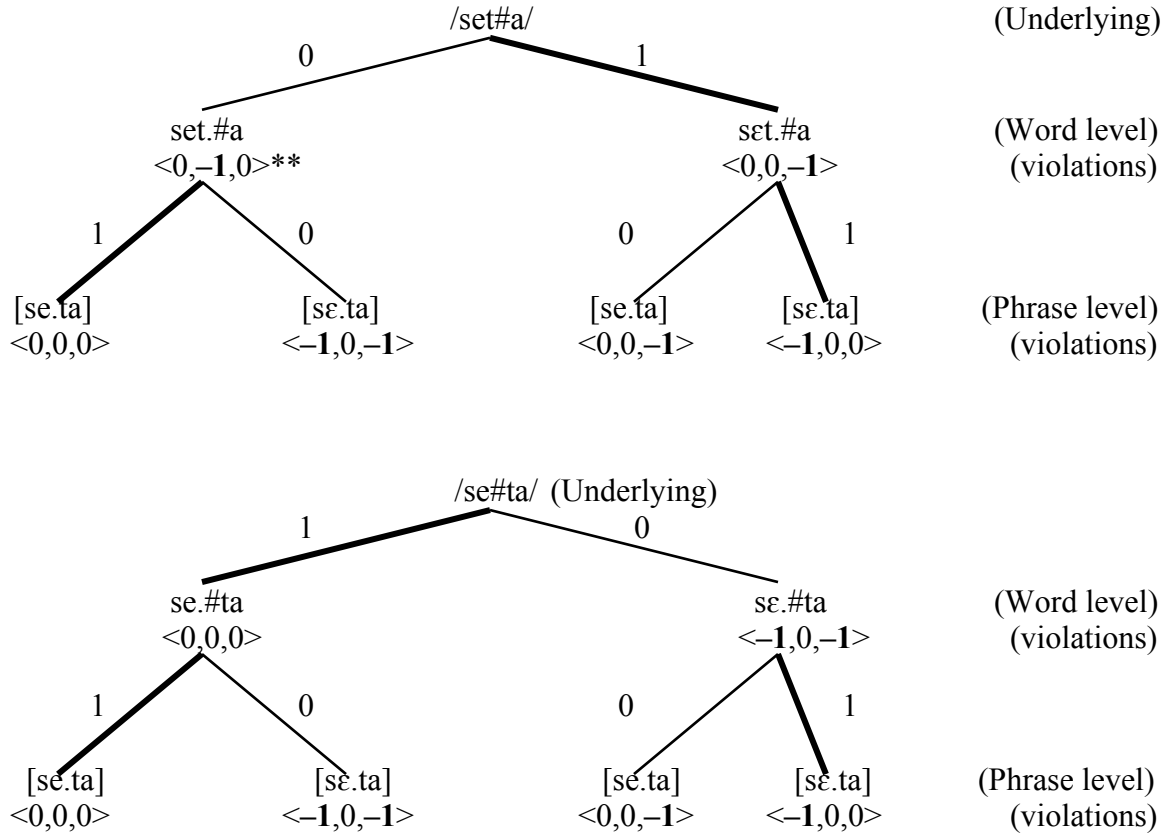 /set#a/ (Underlying)
0 1
set.#a sɛt.#a (Word level)
<0,–1,0>** <0,0,–1> (violations)
1 0 0 1
[se.ta] [sɛ.ta] [se.ta] [sɛ.ta] (Phrase level)
<0,0,0> <–1,0,–1> <0,0,–1> <–1,0,0> (violations)
/se#ta/ (Underlying)
1 0
se.#ta sɛ.#ta (Word level)
<0,0,0> <–1,0,–1> (violations)
1 0 0 1
[se.ta] [sɛ.ta] [se.ta] [sɛ.ta] (Phrase level)
<0,0,0> <–1,0,–1> <0,0,–1> <–1,0,0> (violations)